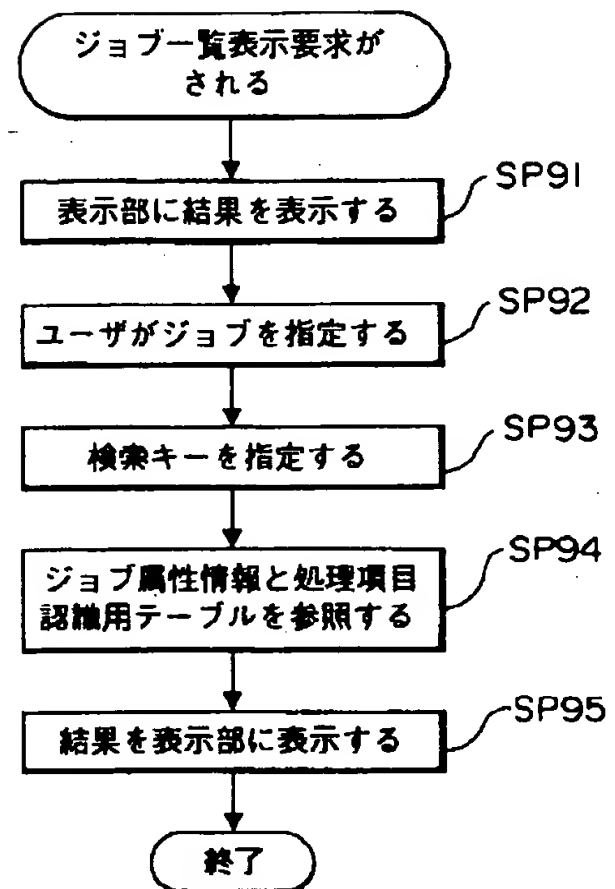 ジョブ一覧表示要求が
される
SP91
表示部に結果を表示する
SP92
ユーザがジョブを指定する
SP93
検索キーを指定する
SP94
ジョブ属性情報と処理項目
認識用テーブルを参照する
SP95
結果を表示部に表示する
終了